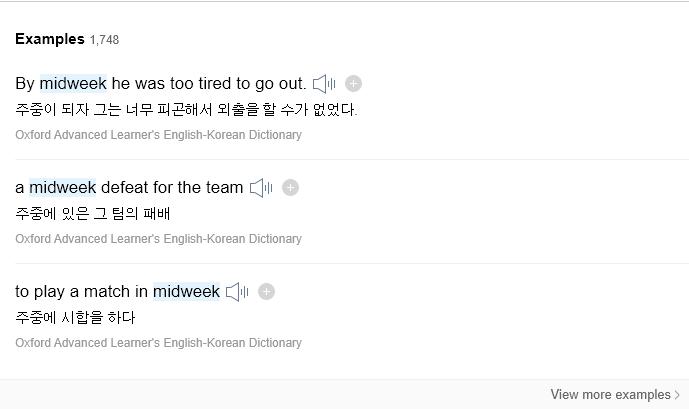 Examples 1,748
By midweek he was too tired to go out.
주중이 되자 그는 너무 피곤해서 외출을 할 수가 없었다.
Oxford Advanced Learner's English-Korean Dictionary
a midweek defeat for the team
주중에 있은 그 팀의 패배
Oxford Advanced Learner's English-Korean Dictionary
to play a match in midweek
주중에 시합을 하다
Oxford Advanced Learner's English-Korean Dictionary
View more examples